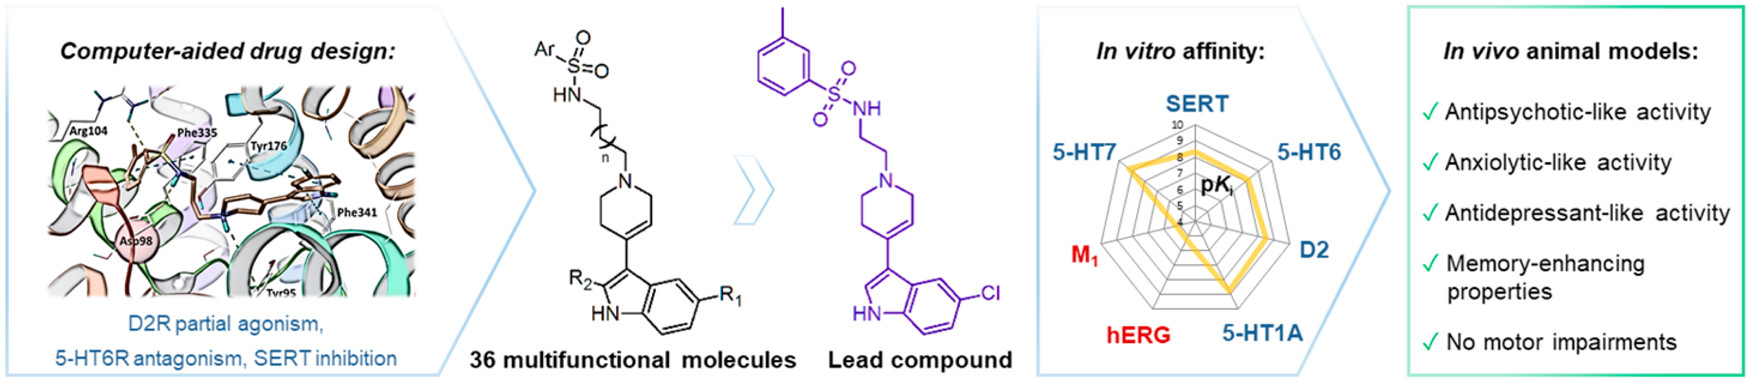 Computer-aided drug design:
Arg104
Phe335
Tyr176
Phe341
Asp98
Tyr95
D2R partial agonism,
5-HT6R antagonism, SERT inhibition
Ar
O
S
O
HN
n
N
R2
R1
HN
36 multifunctional molecules
O
S
NH
O
N
Cl
HN
Lead compound
In vitro affinity:
SERT
10
9
8
7
6
5
4
5-HT7
5-HT6
pKi
M1
D2
hERG
5-HT1A
In vivo animal models:
✓ Antipsychotic-like activity
✓ Anxiolytic-like activity
✓ Antidepressant-like activity
✓ Memory-enhancing
properties
✓ No motor impairments